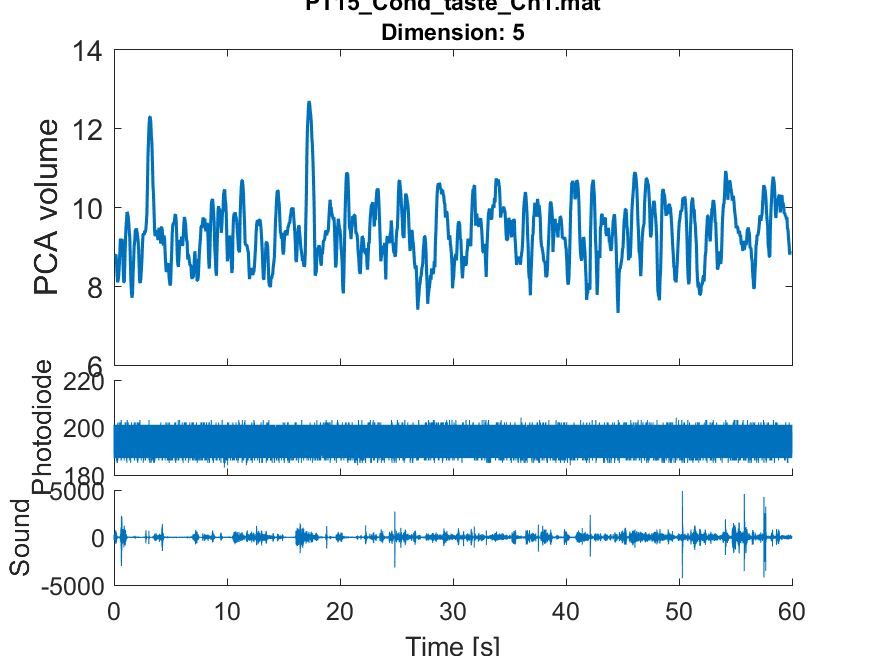 PT15_Cond_taste_Ch1.mat
Dimension: 5
14
12
10
8
6
PCA volume
220
200
180
Photodiode
5000
0
-5000
Sound
0 10 20 30 40 50 60
Time [s]